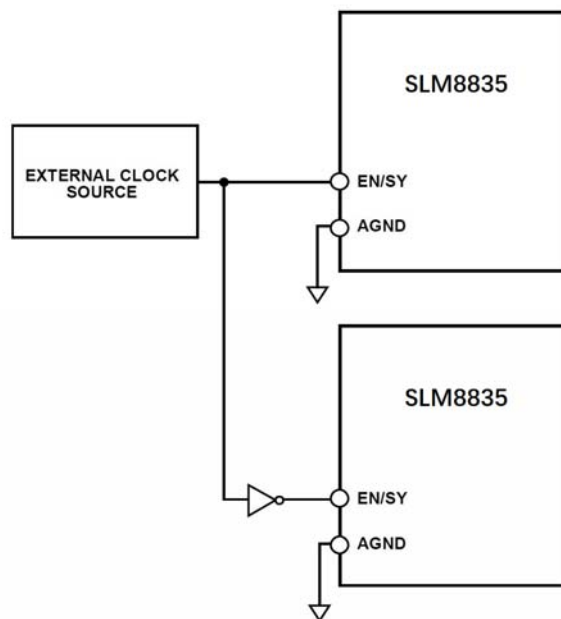 SLM8835
EXTERNAL CLOCK
SOURCE
EN/SY
AGND
SLM8835
EN/SY
AGND